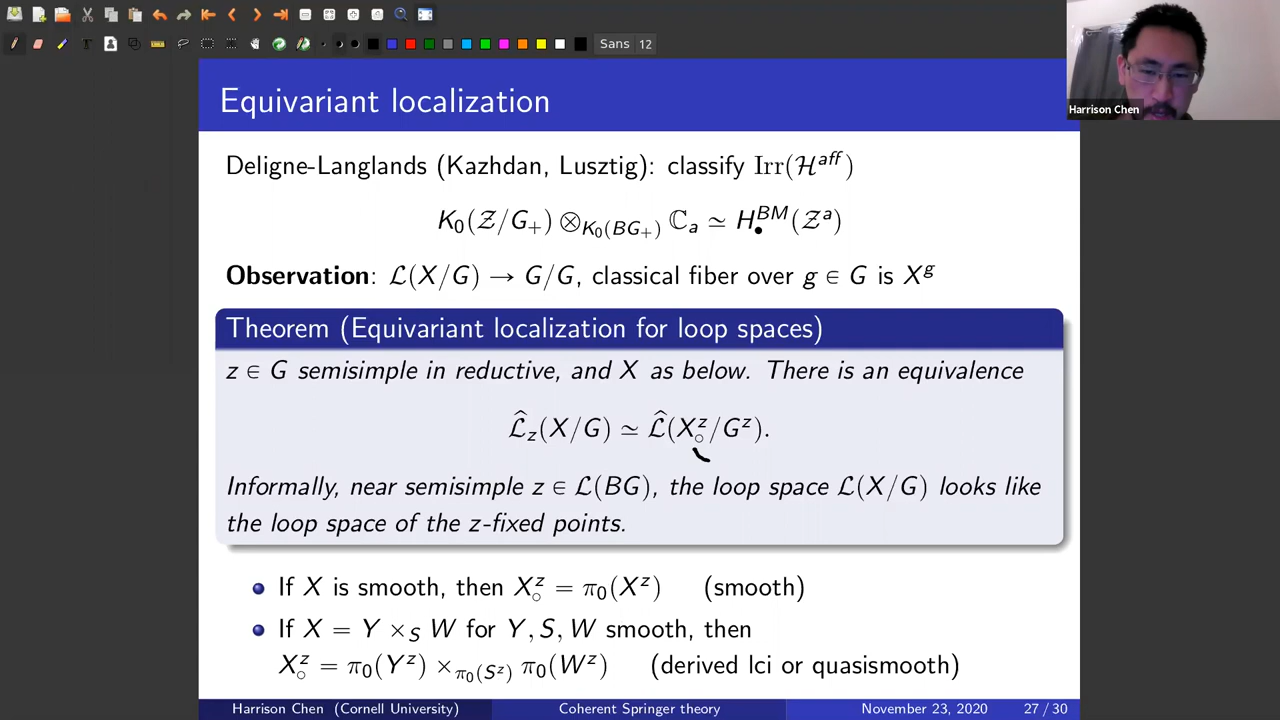 Sans 12
Harrison Chen
Equivariant localization
Deligne-Langlands (Kazhdan, Lusztig): classify Irr(ℋ^{aff})
K₀(𝒵/G₊) ⊗_{K₀(BG₊)} ℂ_a ≃ H_•^{BM}(𝒵^a)
Observation: ℒ(X/G) → G/G, classical fiber over g ∈ G is X^g
Theorem (Equivariant localization for loop spaces)
z ∈ G semisimple in reductive, and X as below. There is an equivalence
ℒ̂_z(X/G) ≃ ℒ̂(X_∘^z/G^z).
Informally, near semisimple z ∈ ℒ(BG), the loop space ℒ(X/G) looks like
the loop space of the z-fixed points.
If X is smooth, then X_∘^z = π₀(X^z) (smooth)
If X = Y ×_S W for Y, S, W smooth, then
X_∘^z = π₀(Y^z) ×_{π₀(S^z)} π₀(W^z) (derived lci or quasismooth)
Harrison Chen (Cornell University) Coherent Springer theory November 23, 2020 27 / 30